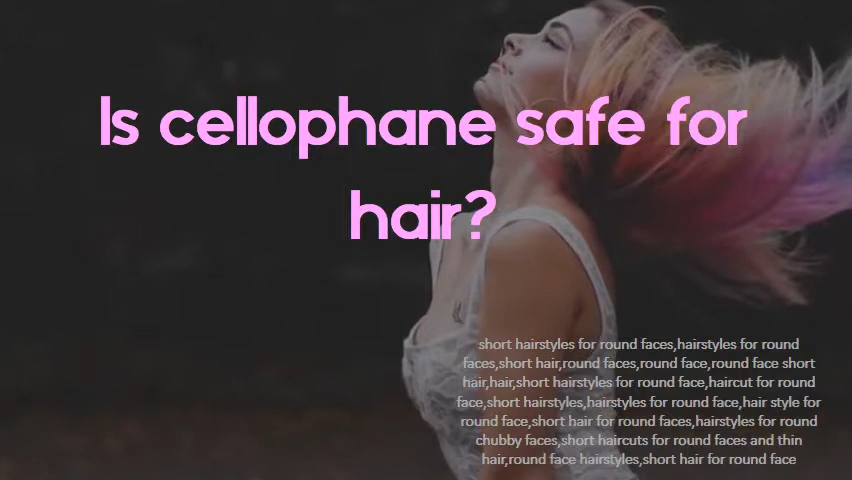 Is cellophane safe for
hair?
short hairstyles for round faces,hairstyles for round
faces,short hair,round faces,round face,round face short
hair,hair,short hairstyles for round face,haircut for round
face,short hairstyles,hairstyles for round face,hair style for
round face,short hair for round faces,hairstyles for round
chubby faces,short haircuts for round faces and thin
hair,round face hairstyles,short hair for round face